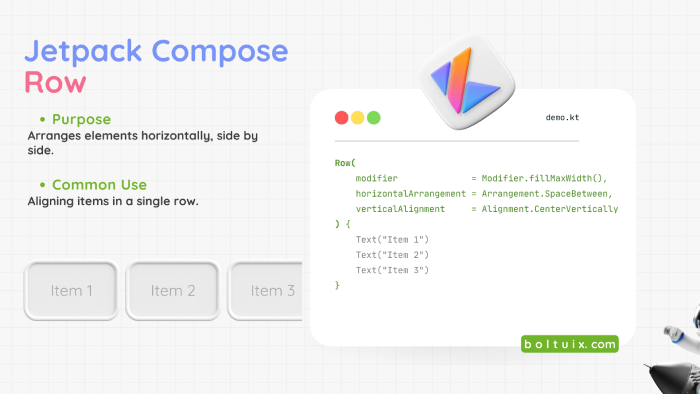 Jetpack Compose
Row
• Purpose
Arranges elements horizontally, side by
side.
• Common Use
Aligning items in a single row.
Item 1
Item 2
Item 3
demo.kt
Row(
    modifier              = Modifier.fillMaxWidth(),
    horizontalArrangement = Arrangement.SpaceBetween,
    verticalAlignment     = Alignment.CenterVertically
) {
    Text("Item 1")
    Text("Item 2")
    Text("Item 3")
}
boltuix.com